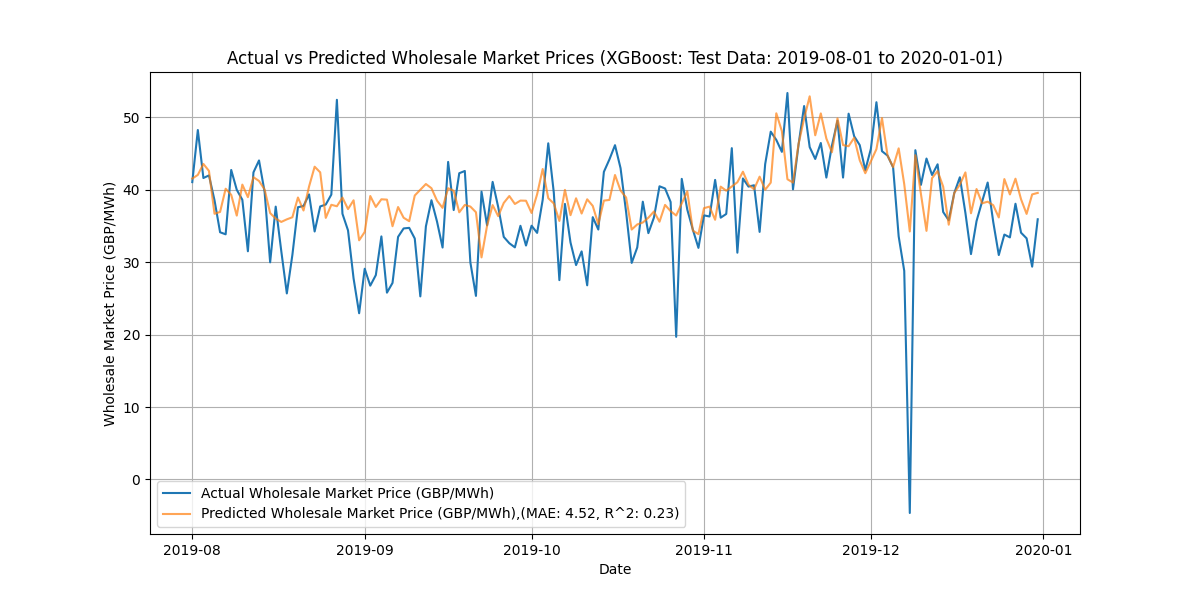 Actual vs Predicted Wholesale Market Prices (XGBoost: Test Data: 2019-08-01 to 2020-01-01)
Wholesale Market Price (GBP/MWh)
50
40
30
20
10
0
Actual Wholesale Market Price (GBP/MWh)
Predicted Wholesale Market Price (GBP/MWh),(MAE: 4.52, R^2: 0.23)
2019-08 2019-09 2019-10 2019-11 2019-12 2020-01
Date